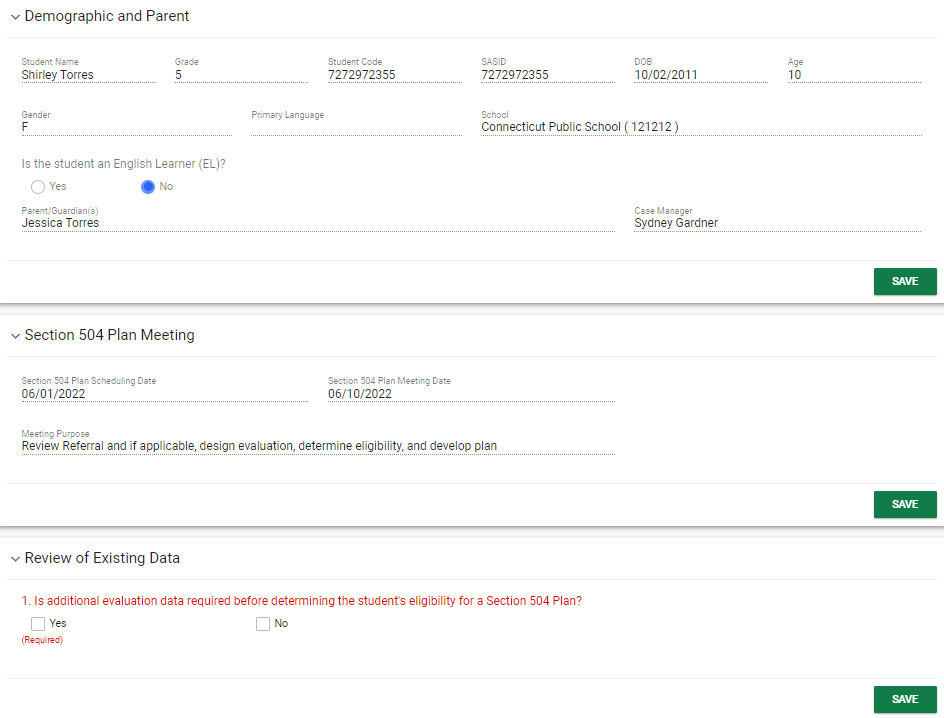 Demographic and Parent
Student Name Grade Student Code SASID DOB Age
Shirley Torres 5 7272972355 7272972355 10/02/2011 10
Gender Primary Language School
F Connecticut Public School ( 121212 )
Is the student an English Learner (EL)?
Yes No
Parent/Guardian(s) Case Manager
Jessica Torres Sydney Gardner
SAVE
Section 504 Plan Meeting
Section 504 Plan Scheduling Date Section 504 Plan Meeting Date
06/01/2022 06/10/2022
Meeting Purpose
Review Referral and if applicable, design evaluation, determine eligibility, and develop plan
SAVE
Review of Existing Data
1. Is additional evaluation data required before determining the student's eligibility for a Section 504 Plan?
Yes No
(Required)
SAVE